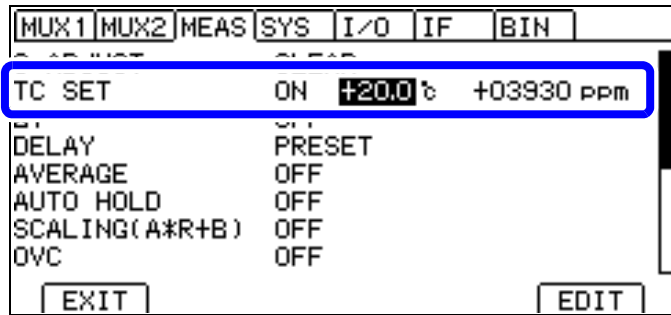 MUX1 MUX2 MEAS SYS I/O IF BIN
TC SET ON +20.0 ℃ +03930 ppm
DELAY PRESET
AVERAGE OFF
AUTO HOLD OFF
SCALING(A*R+B) OFF
OVC OFF
EXIT EDIT